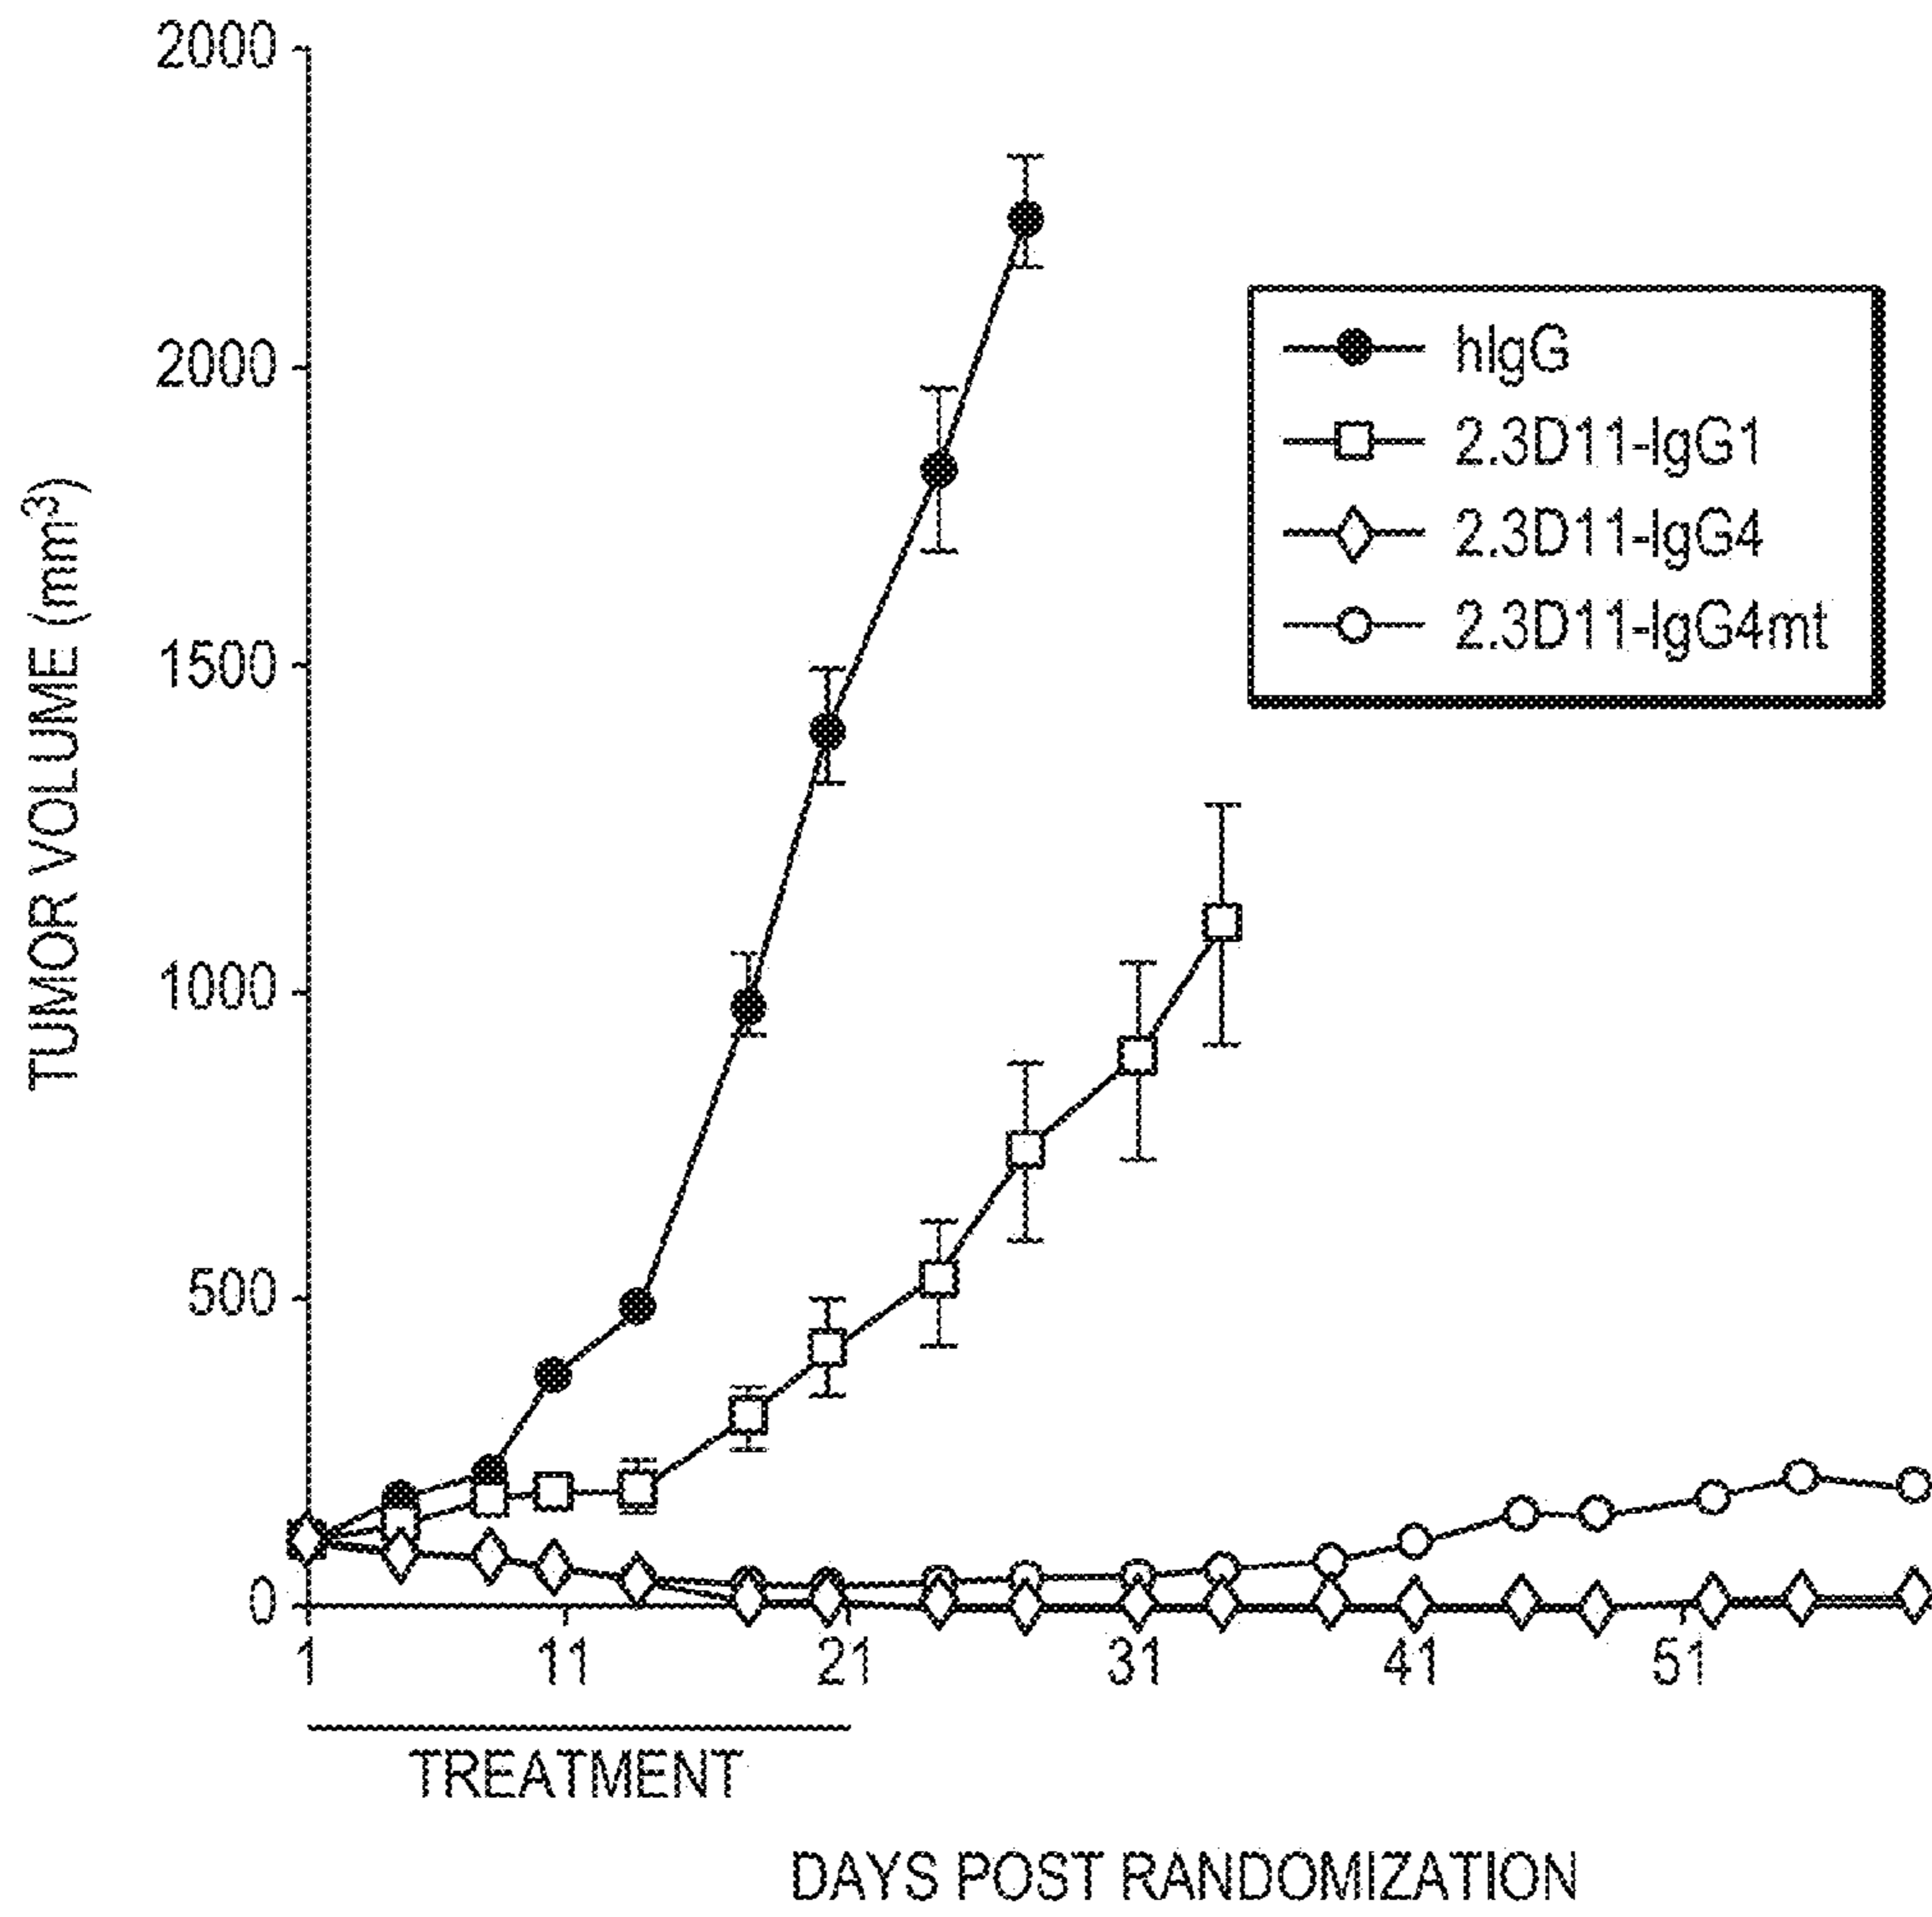 TUMOR VOLUME (mm³)
2000
2000
1500
1000
500
0
hIgG
2.3D11-IgG1
2.3D11-IgG4
2.3D11-IgG4mt
1 11 21 31 41 51
TREATMENT
DAYS POST RANDOMIZATION